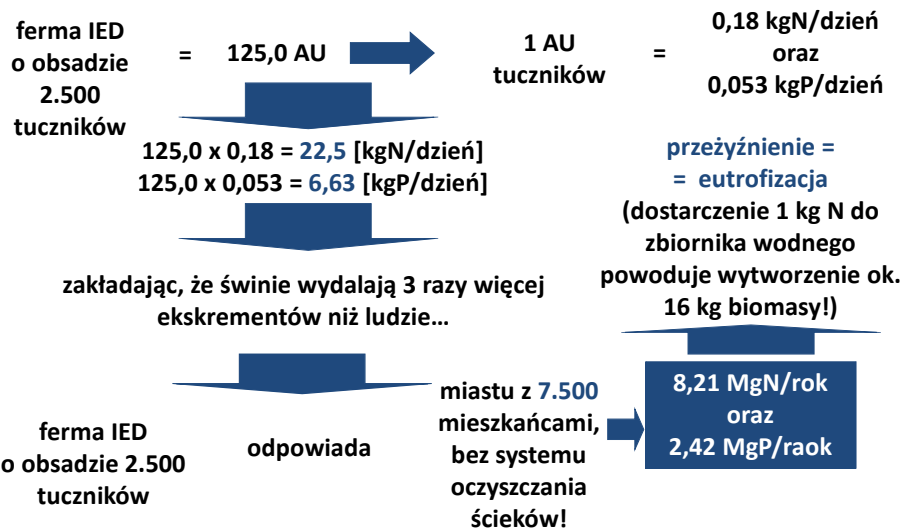 ferma IED
o obsadzie
2.500
tuczników
=
125,0 AU
1 AU
tuczników
=
0,18 kgN/dzień
oraz
0,053 kgP/dzień
125,0 x 0,18 = 22,5 [kgN/dzień]
125,0 x 0,053 = 6,63 [kgP/dzień]
przeżyźnienie =
= eutrofizacja
(dostarczenie 1 kg N do
zbiornika wodnego
powoduje wytworzenie ok.
16 kg biomasy!)
zakładając, że świnie wydalają 3 razy więcej
ekskrementów niż ludzie...
ferma IED
o obsadzie 2.500
tuczników
odpowiada
miastu z 7.500
mieszkańcami,
bez systemu
oczyszczania
ścieków!
8,21 MgN/rok
oraz
2,42 MgP/raok